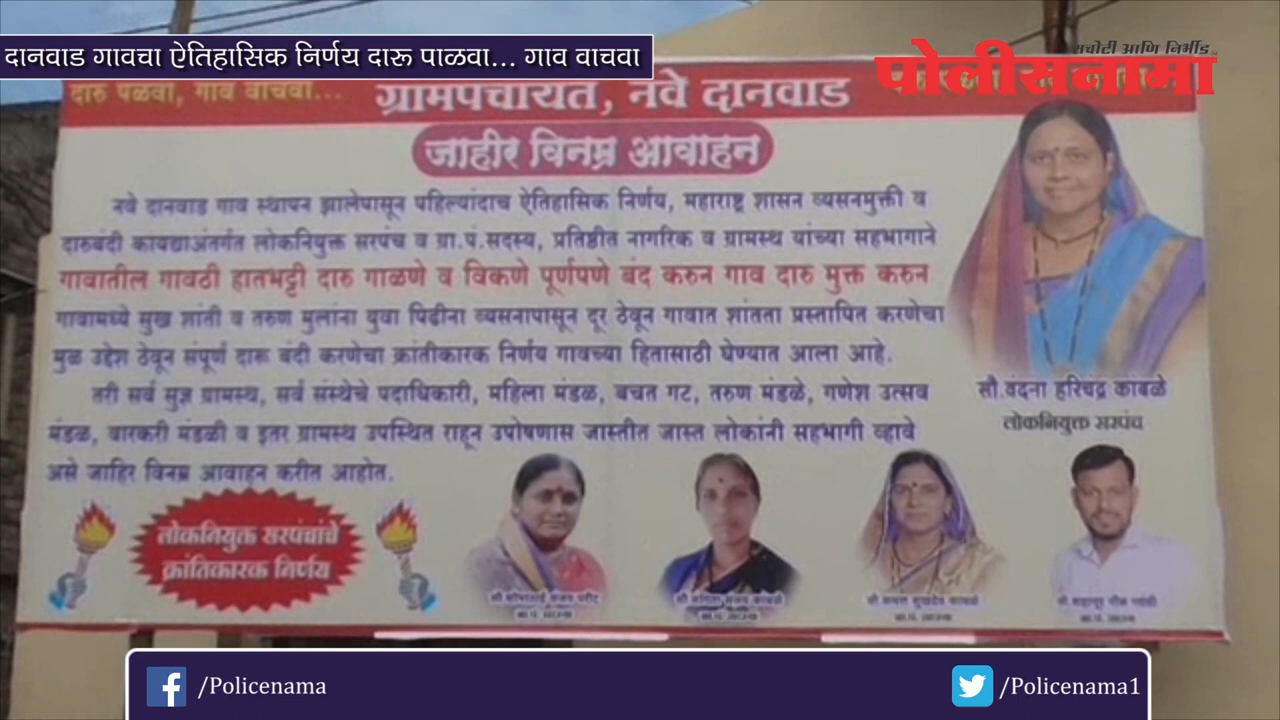 दानवाड गावचा ऐतिहासिक निर्णय दारू पाळवा... गाव वाचवा
सचोटी आणि निर्भीड
पोलीसनामा
दारु पळवा, गाव वाचवा...
ग्रामपंचायत, नवे दानवाड
जाहीर विनम्र आवाहन
नवे दानवाड गाव स्थापन झालेपासून पहिल्यांदाच ऐतिहासिक निर्णय, महाराष्ट्र शासन व्यसनमुक्ती व
दारुबंदी कायद्याअंतर्गत लोकनियुक्त सरपंच व ग्रा.पं.सदस्य, प्रतिष्ठीत नागरिक व ग्रामस्थ यांच्या सहभागाने
गावातील गावठी हातभट्टी दारु गाळणे व विकणे पूर्णपणे बंद करुन गाव दारु मुक्त करुन
गावामध्ये सुख शांती व तरुण मुलांना युवा पिढीना व्यसनापासून दूर ठेवून गावात शांतता प्रस्तापित करणेचा
मुळ उद्देश ठेवून संपूर्ण दारू बंदी करणेचा क्रांतीकारक निर्णय गावच्या हितासाठी घेण्यात आला आहे.
तरी सर्व सुज्ञ ग्रामस्थ, सर्व संस्थेचे पदाधिकारी, महिला मंडळ, बचत गट, तरुण मंडळे, गणेश उत्सव
मंडळ, वारकरी मंडळी व इतर ग्रामस्थ उपस्थित राहून उपोषणास जास्तीत जास्त लोकांनी सहभागी व्हावे
असे जाहिर विनम्र आवाहन करीत आहोत.
सौ.वंदना हरिचंद्र कांबळे
लोकनियुक्त सरपंच
लोकनियुक्त सरपंचांचे
क्रांतिकारक निर्णय
/Policenama
/Policenama1